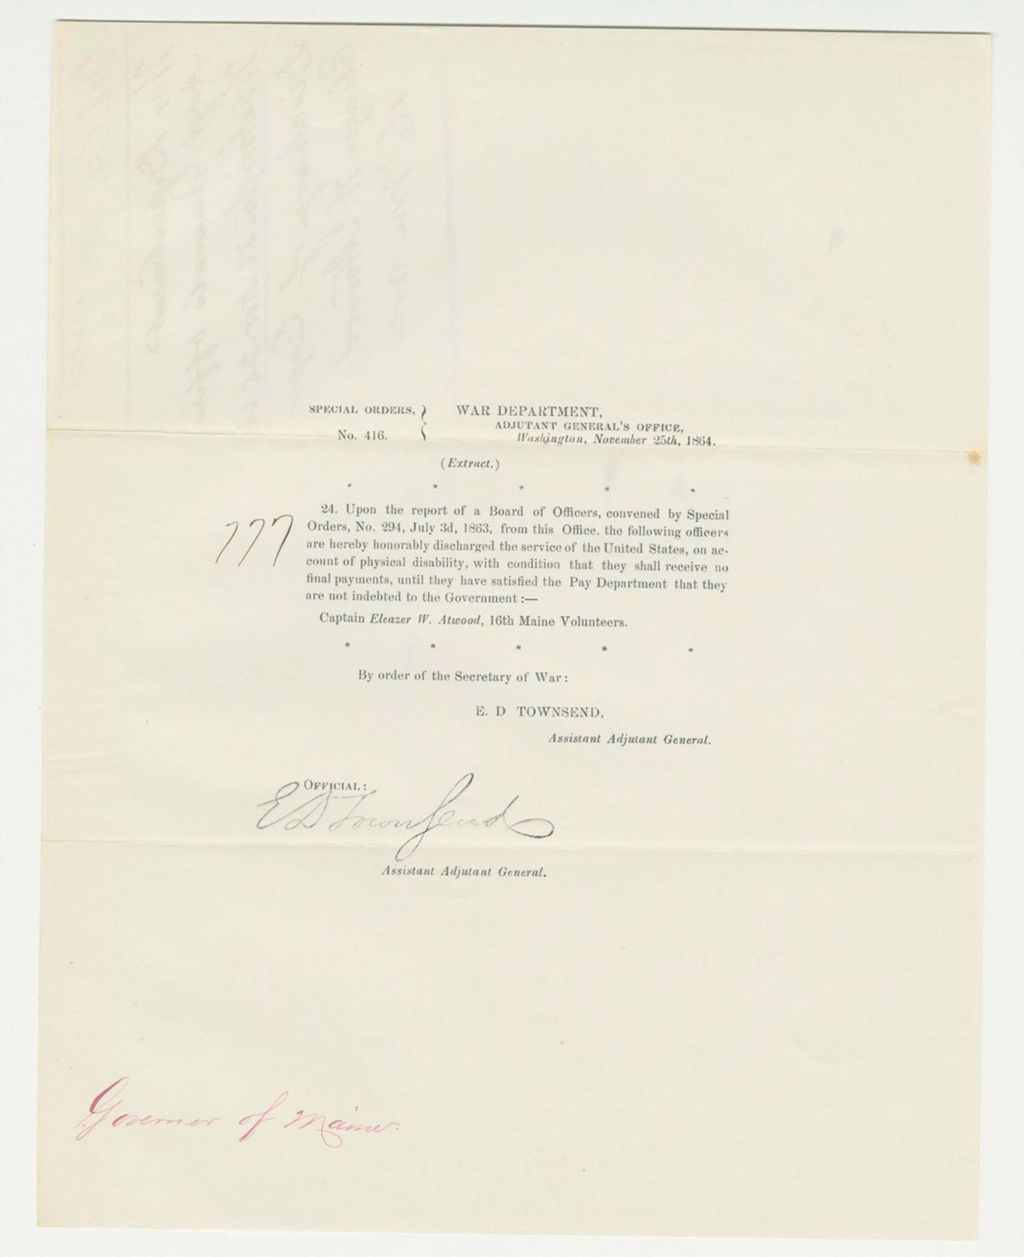 SPECIAL ORDERS, } WAR DEPARTMENT,
ADJUTANT GENERAL'S OFFICE,
No. 416. Washington, November 25th, 1864.
(Extract.)
* * * * *
24. Upon the report of a Board of Officers, convened by Special
Orders, No. 294, July 3d, 1863, from this Office, the following officers
are hereby honorably discharged the service of the United States, on ac-
count of physical disability, with condition that they shall receive no
final payments, until they have satisfied the Pay Department that they
are not indebted to the Government :—
777
Captain Eleazer W. Atwood, 16th Maine Volunteers.
* * * * *
By order of the Secretary of War:
E. D TOWNSEND,
Assistant Adjutant General.
OFFICIAL:
E D Townsend
Assistant Adjutant General.
Governor of Maine.